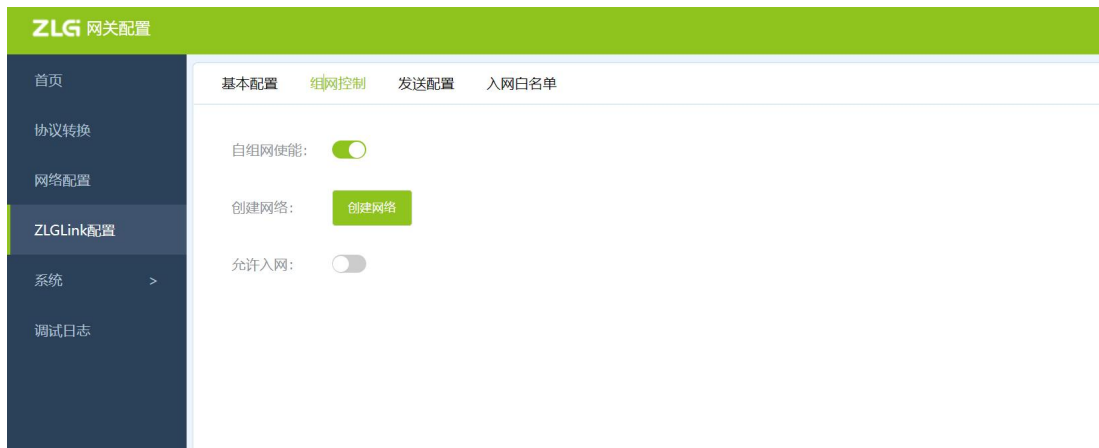 ZLG 网关配置
首页
协议转换
网络配置
ZLGLink配置
系统 >
调试日志
基本配置 组网控制 发送配置 入网白名单
自组网使能：
创建网络： 创建网络
允许入网：